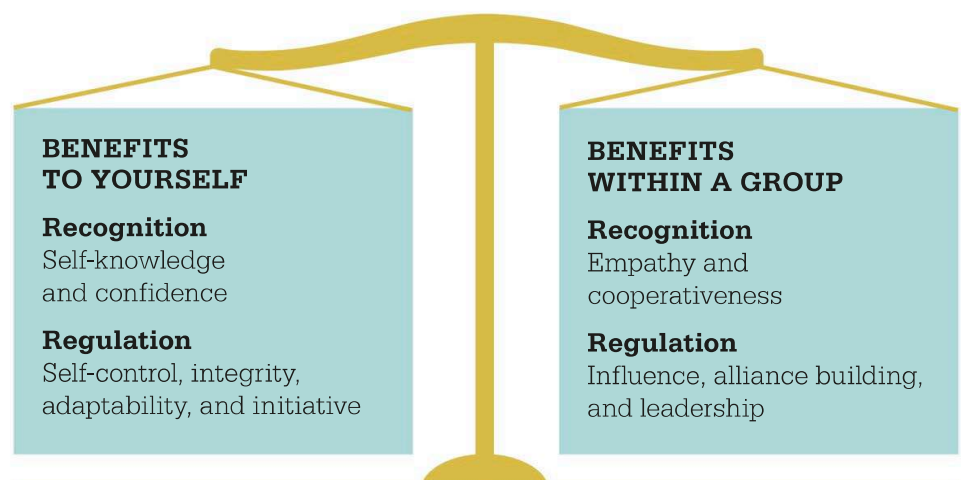 BENEFITS
TO YOURSELF
Recognition
Self-knowledge
and confidence
Regulation
Self-control, integrity,
adaptability, and initiative
BENEFITS
WITHIN A GROUP
Recognition
Empathy and
cooperativeness
Regulation
Influence, alliance building,
and leadership